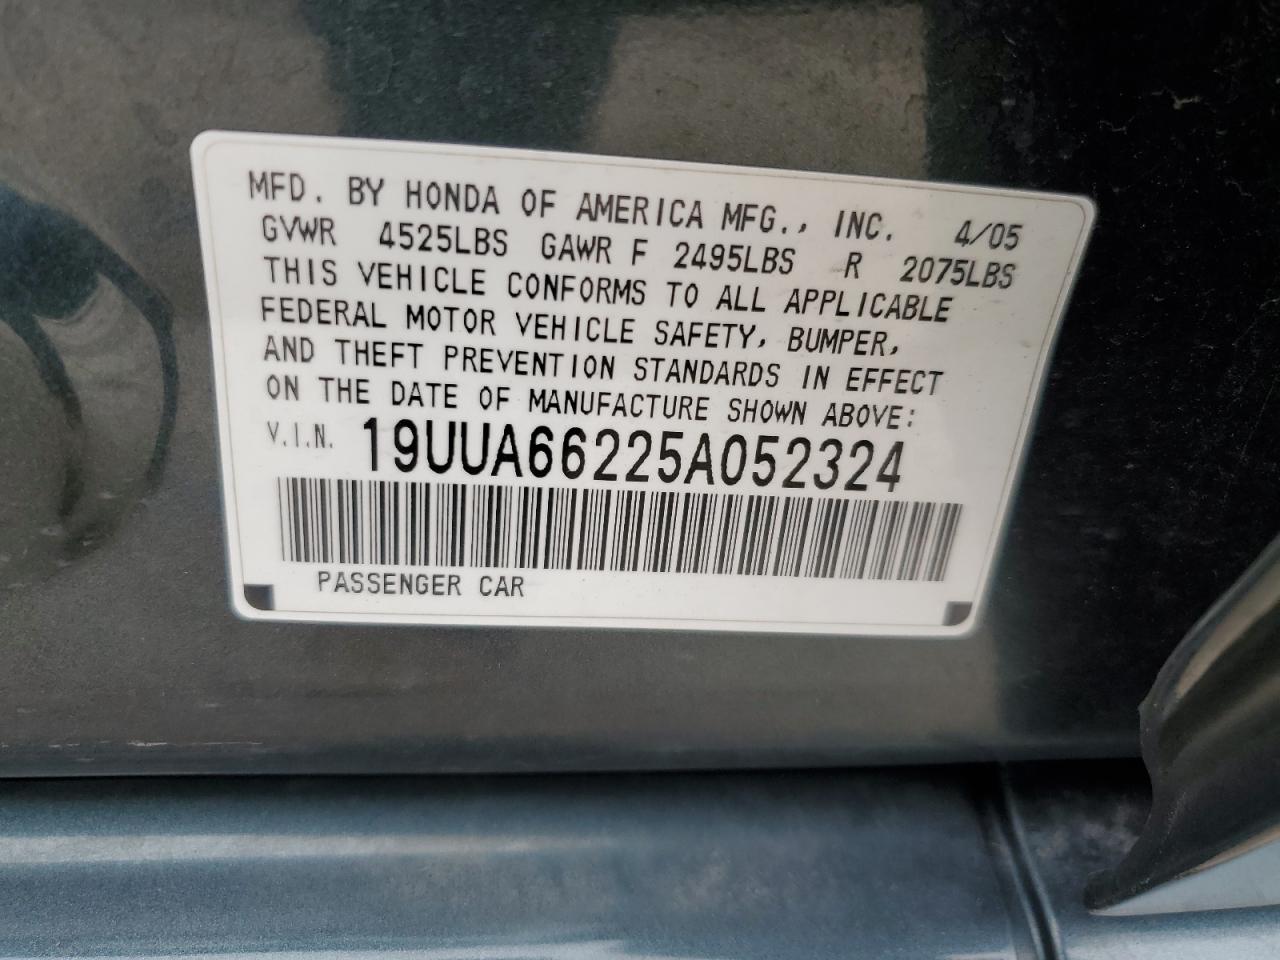 MFD. BY HONDA OF AMERICA MFG., INC. 4/05
GVWR 4525LBS GAWR F 2495LBS R 2075LBS
THIS VEHICLE CONFORMS TO ALL APPLICABLE
FEDERAL MOTOR VEHICLE SAFETY, BUMPER,
AND THEFT PREVENTION STANDARDS IN EFFECT
ON THE DATE OF MANUFACTURE SHOWN ABOVE:
V.I.N. 19UUA66225A052324
PASSENGER CAR